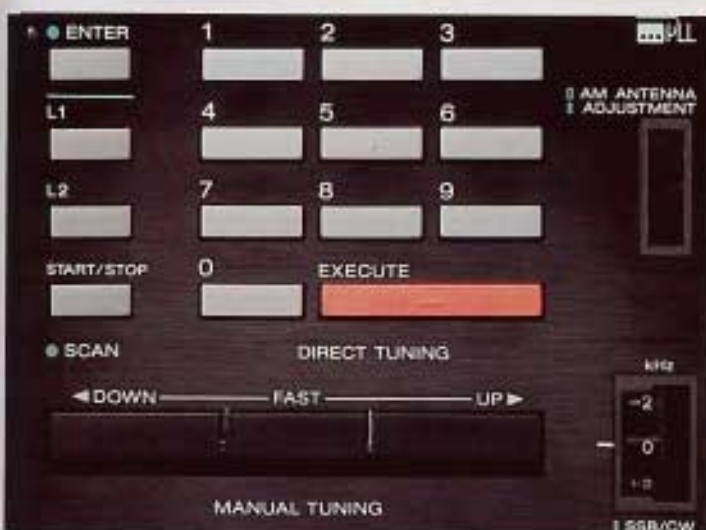 ENTER 1 2 3
AM ANTENNA
ADJUSTMENT
L1 4 5 6
L2 7 8 9
START/STOP 0 EXECUTE
SCAN DIRECT TUNING
kHz
◄DOWN FAST UP►
-2
0
+2
MANUAL TUNING
SSB/CW